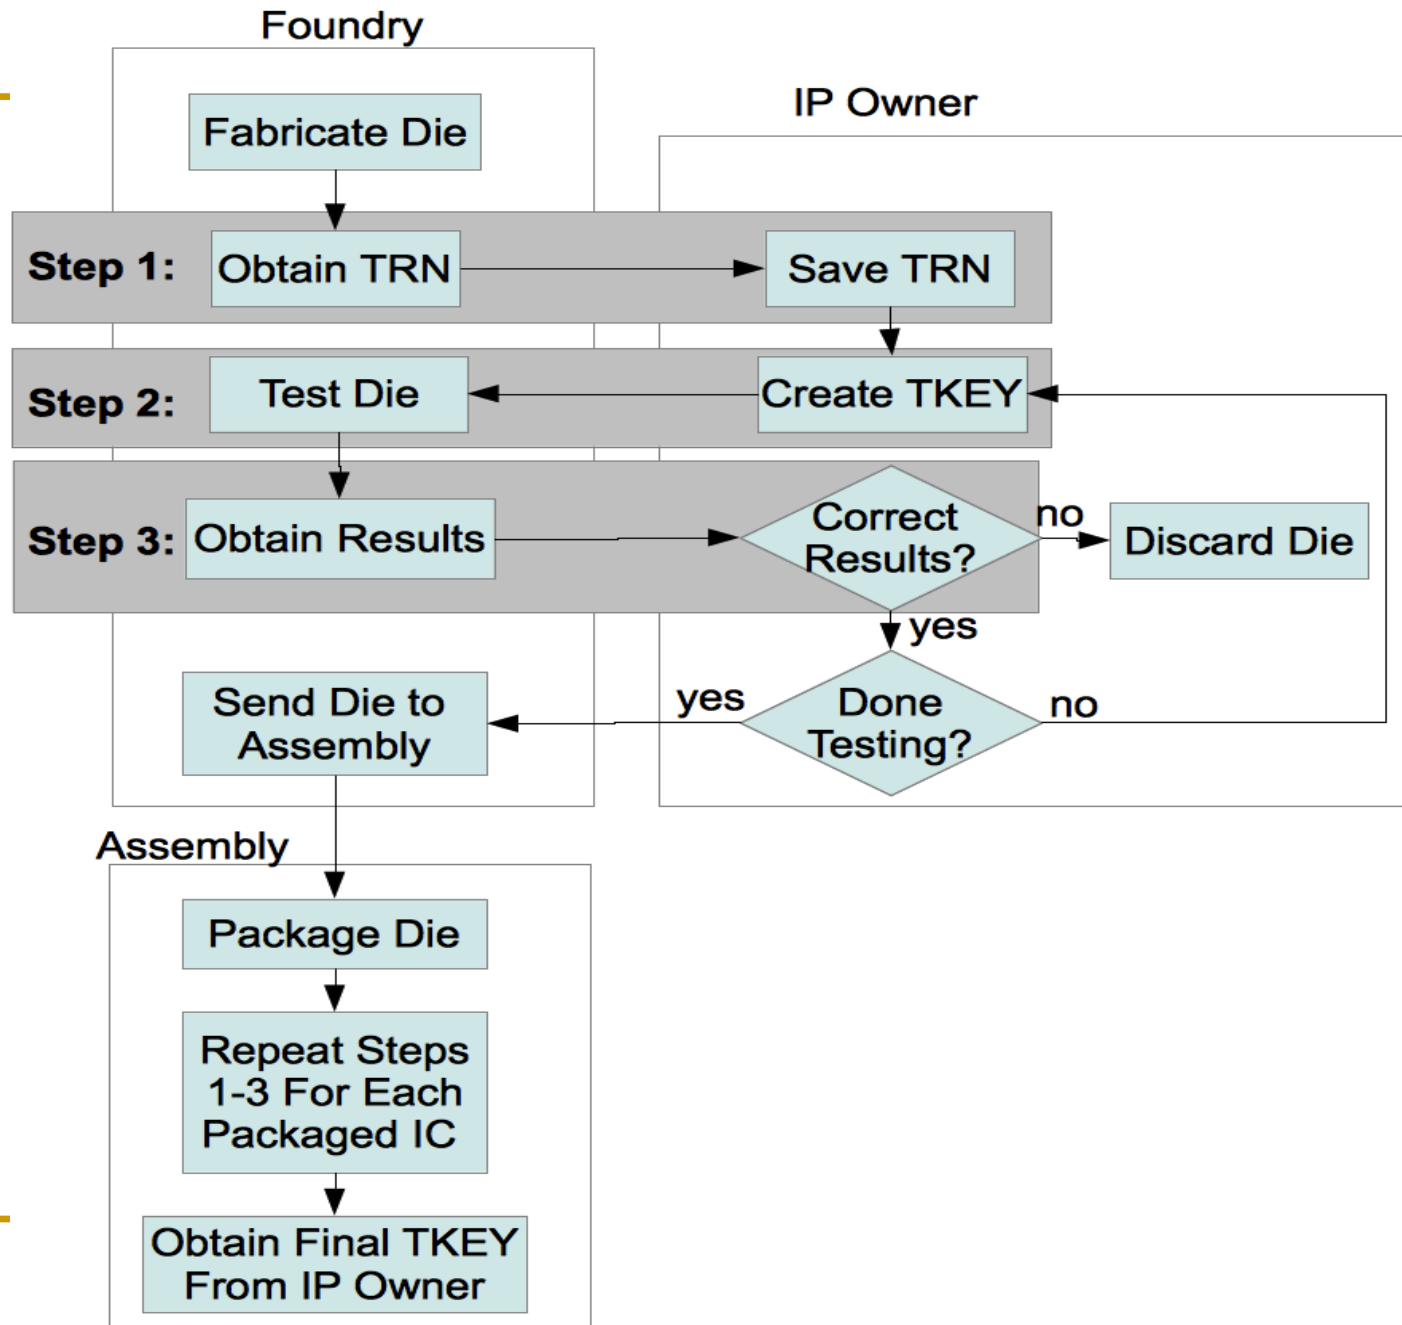 Foundry
IP Owner
Fabricate Die
Step 1:
Obtain TRN
Save TRN
Step 2:
Test Die
Create TKEY
Step 3:
Obtain Results
Correct
Results?
no
Discard Die
yes
Send Die to
Assembly
yes
Done
Testing?
no
Assembly
Package Die
Repeat Steps
1-3 For Each
Packaged IC
Obtain Final TKEY
From IP Owner